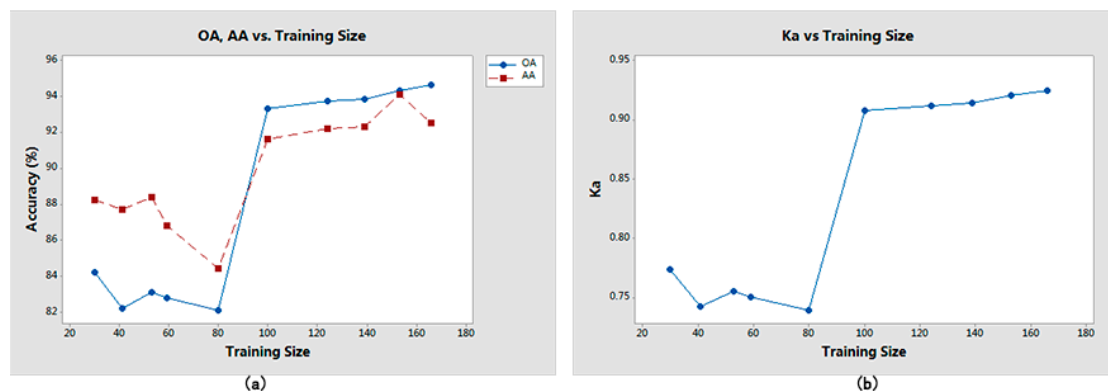 OA, AA vs. Training Size
96
94
92
90
88
86
84
82
Accuracy (%)
20 40 60 80 100 120 140 160 180
Training Size
OA
AA
(a)
Ka vs Training Size
0.95
0.90
0.85
0.80
0.75
Ka
20 40 60 80 100 120 140 160 180
Training Size
(b)